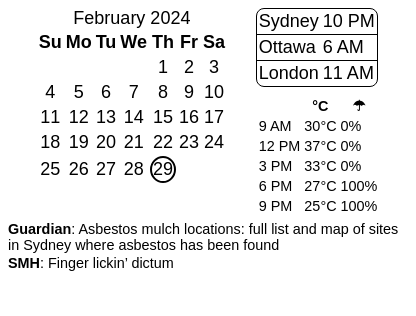 February 2024
Su Mo Tu We Th Fr Sa
1 2 3
4 5 6 7 8 9 10
11 12 13 14 15 16 17
18 19 20 21 22 23 24
25 26 27 28 29
Sydney 10 PM
Ottawa 6 AM
London 11 AM
°C ☂
9 AM 30°C 0%
12 PM 37°C 0%
3 PM 33°C 0%
6 PM 27°C 100%
9 PM 25°C 100%
Guardian: Asbestos mulch locations: full list and map of sites
in Sydney where asbestos has been found
SMH: Finger lickin’ dictum